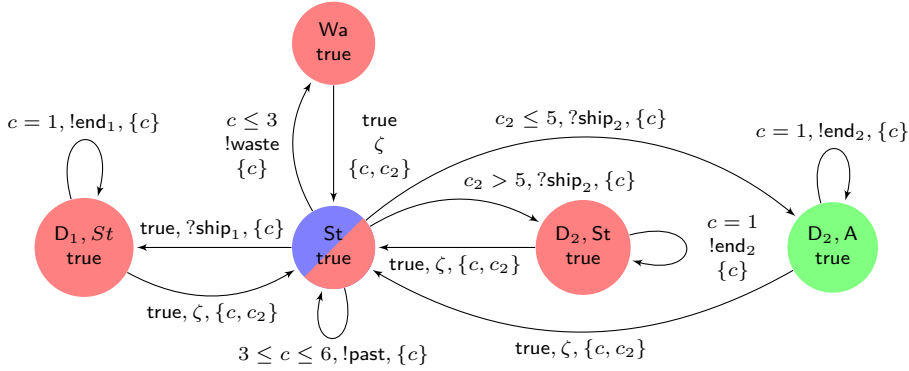 Wa
true
c ≤ 3
!waste
{c}
true
ζ
{c, c₂}
c = 1, !end₁, {c}
c₂ ≤ 5, ?ship₂, {c}
c = 1, !end₂, {c}
c₂ > 5, ?ship₂, {c}
D₁, St
true
true, ?ship₁, {c}
St
true
D₂, St
true
c = 1
!end₂
{c}
D₂, A
true
true, ζ, {c, c₂}
true, ζ, {c, c₂}
3 ≤ c ≤ 6, !past, {c}
true, ζ, {c, c₂}